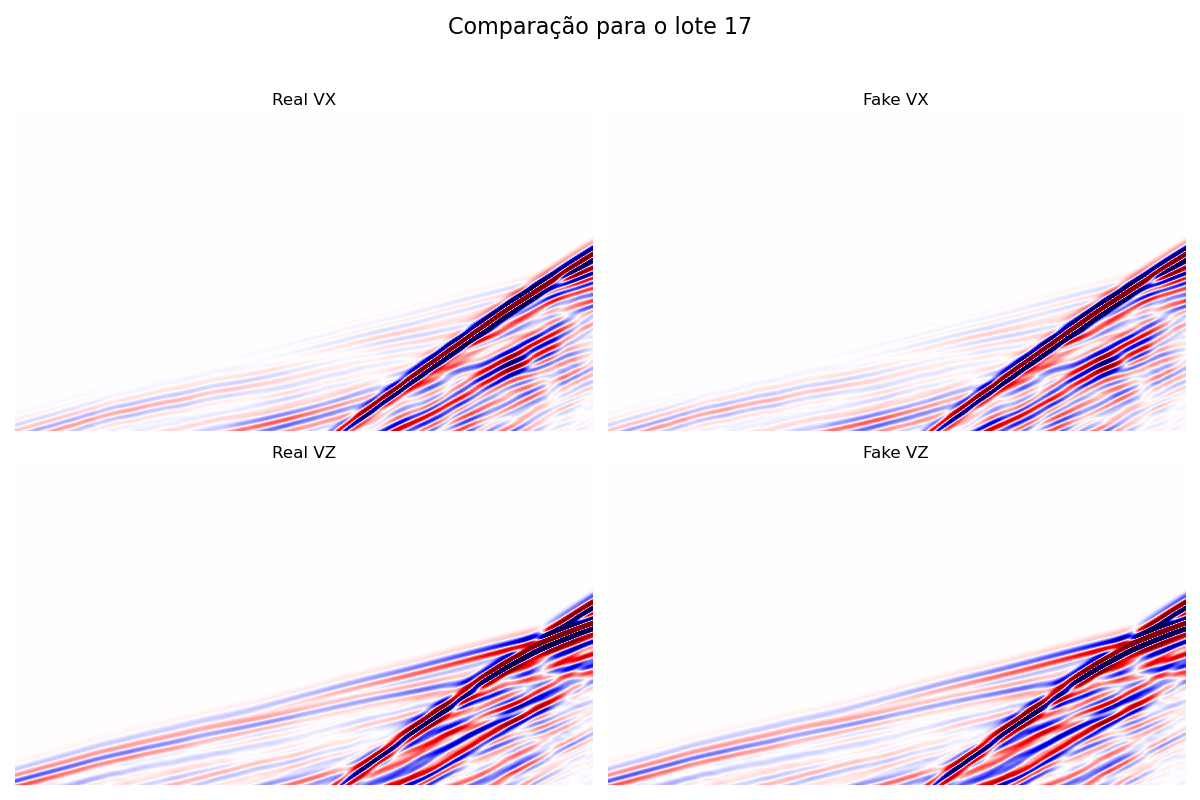 Comparação para o lote 17
Real VX
Fake VX
Real VZ
Fake VZ